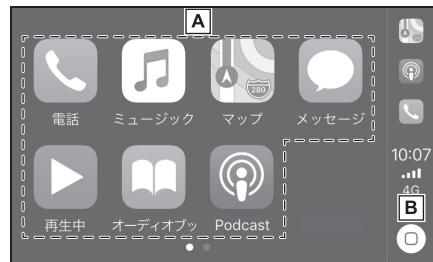 A
280
電話
ミュージック
マップ
メッセージ
再生中
オーディオブッ
Podcast
10:07
4G
B